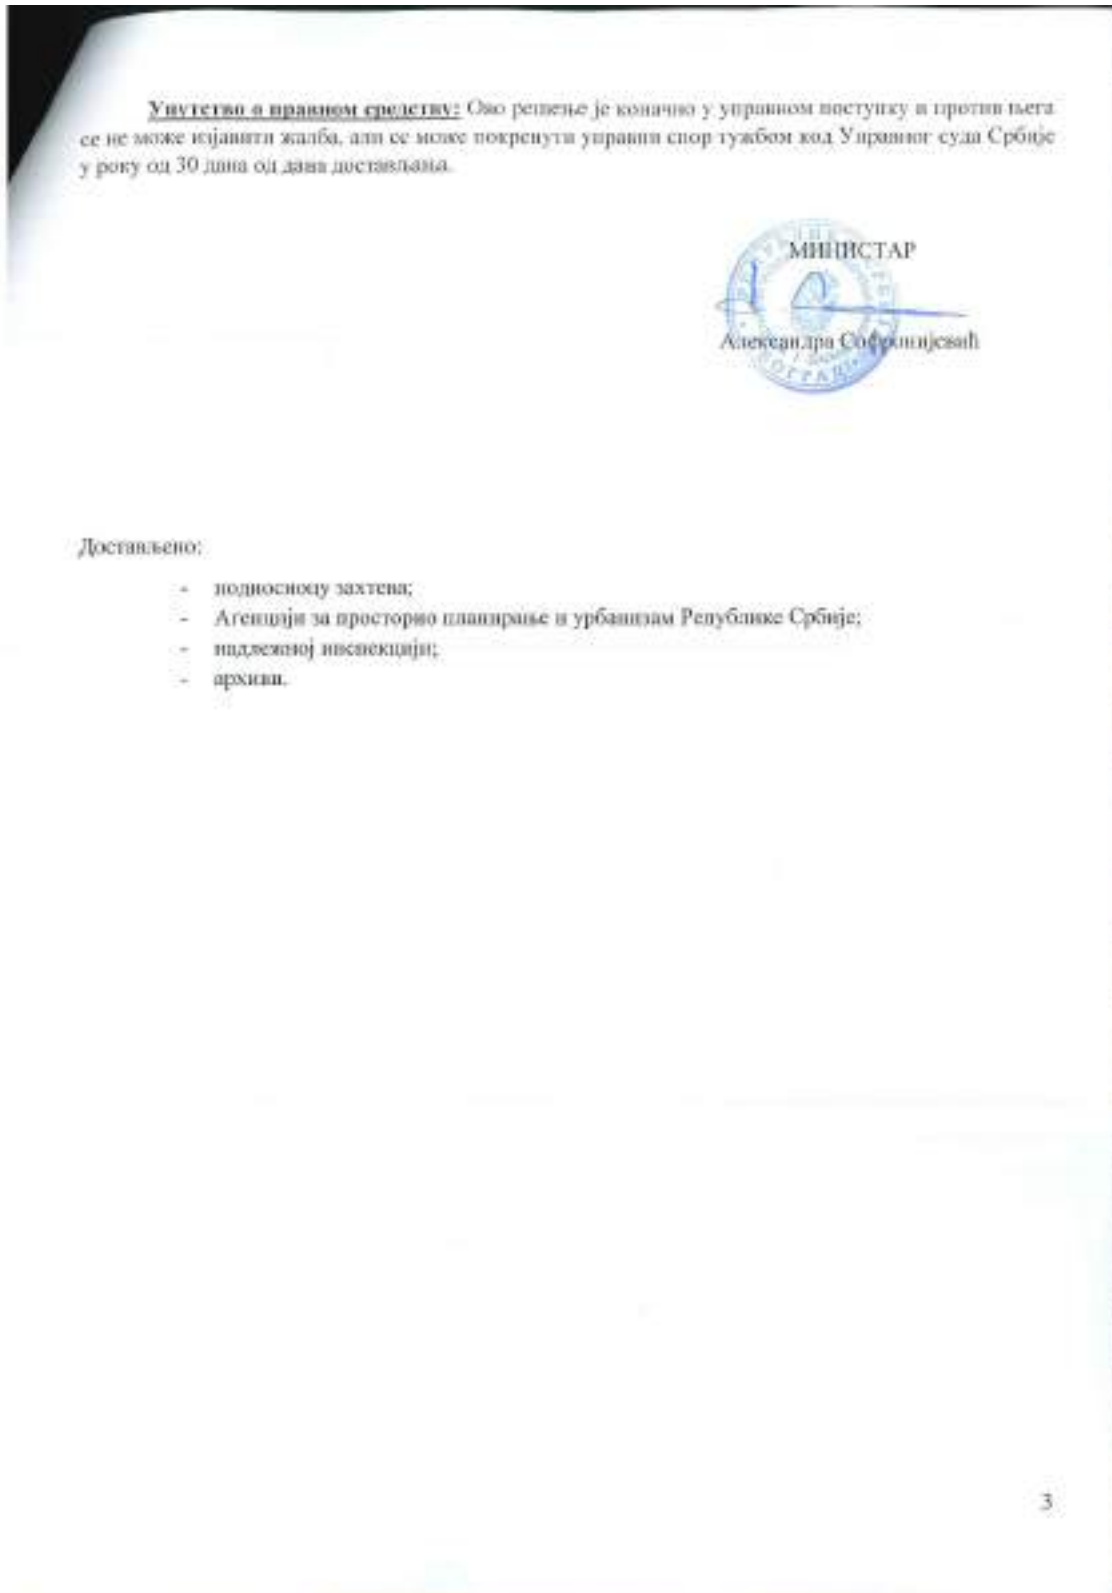 Упутство о правном средству: Ово решење је коначно у управном поступку и против њега
се не може изјавити жалба, али се може покренути управни спор тужбом код Управног суда Србије
у року од 30 дана од дана достављања.
МИНИСТАР
Александра Софронијевић
Достављено:
- подносиоцу захтева;
- Агенцији за просторно планирање и урбанизам Републике Србије;
- надлежној инспекцији;
- архиви.
3